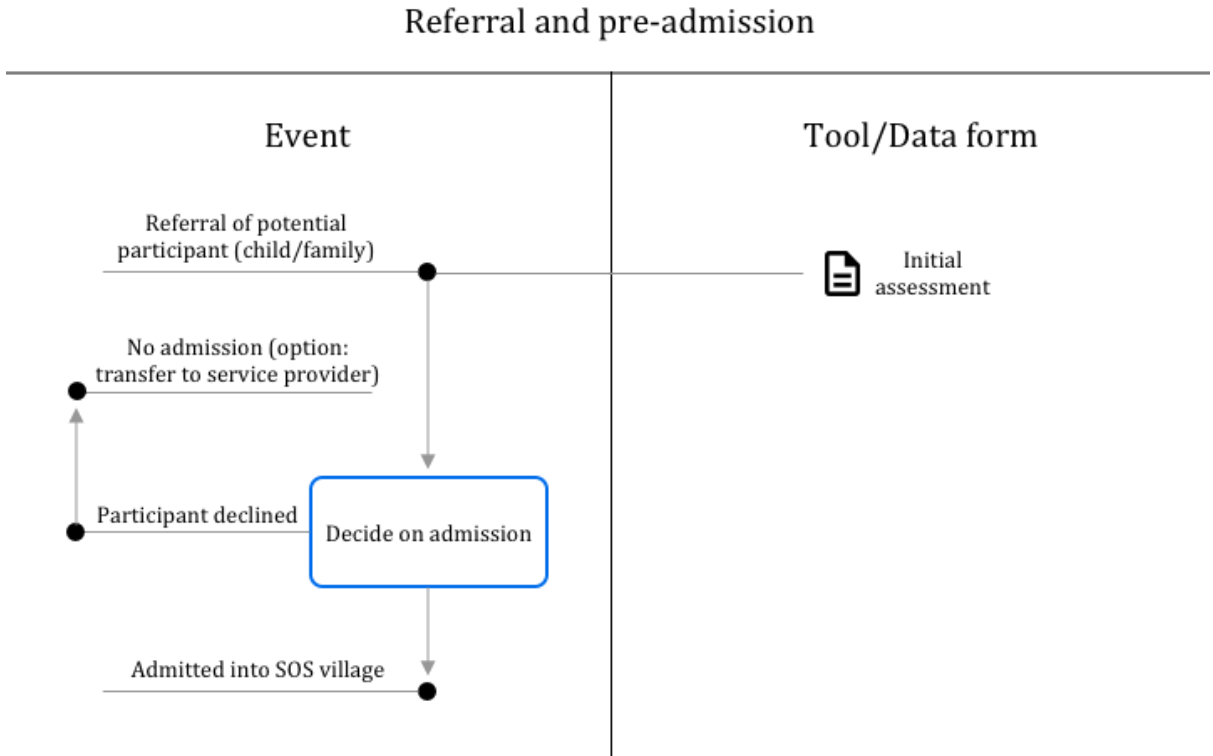 Referral and pre-admission
Event
Tool/Data form
Referral of potential
participant (child/family)
Initial
assessment
No admission (option:
transfer to service provider)
Participant declined
Decide on admission
Admitted into SOS village